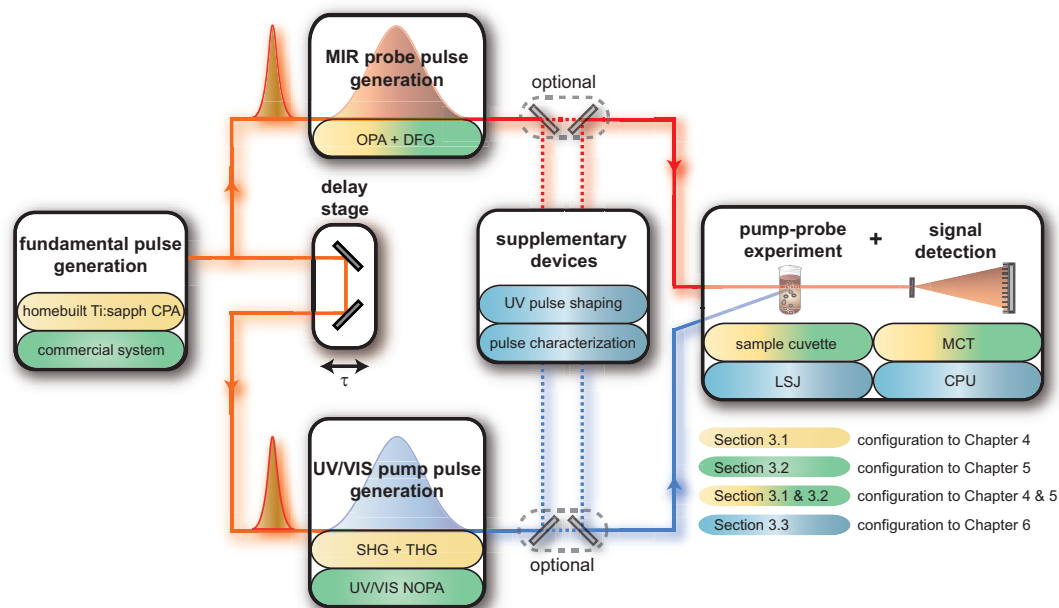 MIR probe pulse
generation
OPA + DFG
optional
delay
stage
τ
fundamental pulse
generation
homebuilt Ti:sapph CPA
commercial system
supplementary
devices
UV pulse shaping
pulse characterization
pump-probe
experiment
+
signal
detection
sample cuvette
MCT
LSJ
CPU
UV/VIS pump pulse
generation
SHG + THG
UV/VIS NOPA
optional
Section 3.1 configuration to Chapter 4
Section 3.2 configuration to Chapter 5
Section 3.1 & 3.2 configuration to Chapter 4 & 5
Section 3.3 configuration to Chapter 6